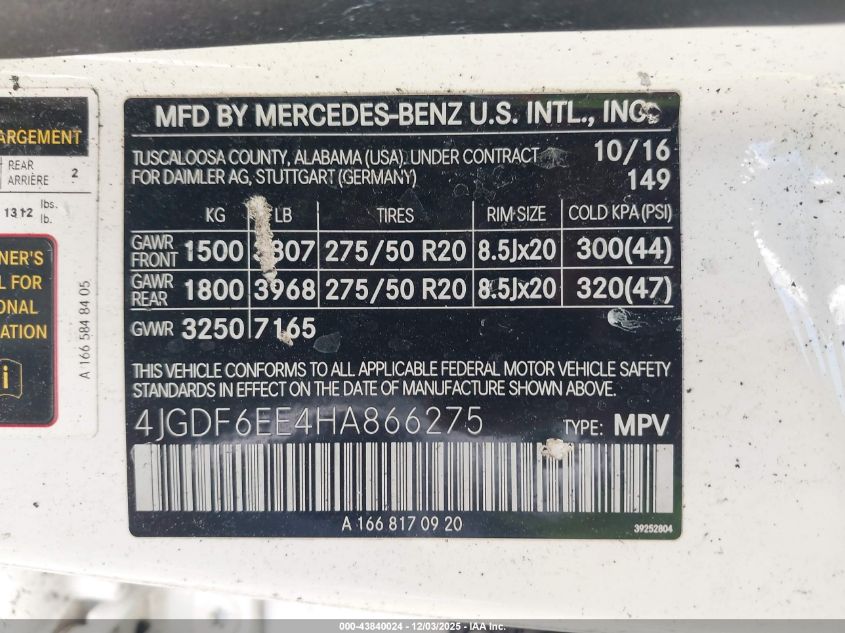 ARGEMENT
REAR
ARRIÈRE 2
1312 lbs.
lb.
NER'S
L FOR
ONAL
ATION
i
A 166 584 84 05
MFD BY MERCEDES-BENZ U.S. INTL., INC.
TUSCALOOSA COUNTY, ALABAMA (USA), UNDER CONTRACT 10/16
FOR DAIMLER AG, STUTTGART (GERMANY) 149
KG LB TIRES RIM SIZE COLD KPA(PSI)
GAWR FRONT 1500 3307 275/50 R20 8.5Jx20 300(44)
GAWR REAR 1800 3968 275/50 R20 8.5Jx20 320(47)
GVWR 3250 7165
THIS VEHICLE CONFORMS TO ALL APPLICABLE FEDERAL MOTOR VEHICLE SAFETY
STANDARDS IN EFFECT ON THE DATE OF MANUFACTURE SHOWN ABOVE.
4JGDF6EE4HA866275 TYPE: MPV
A 166 817 09 20
39252804
000-43840024 - 12/03/2025 - IAA Inc.